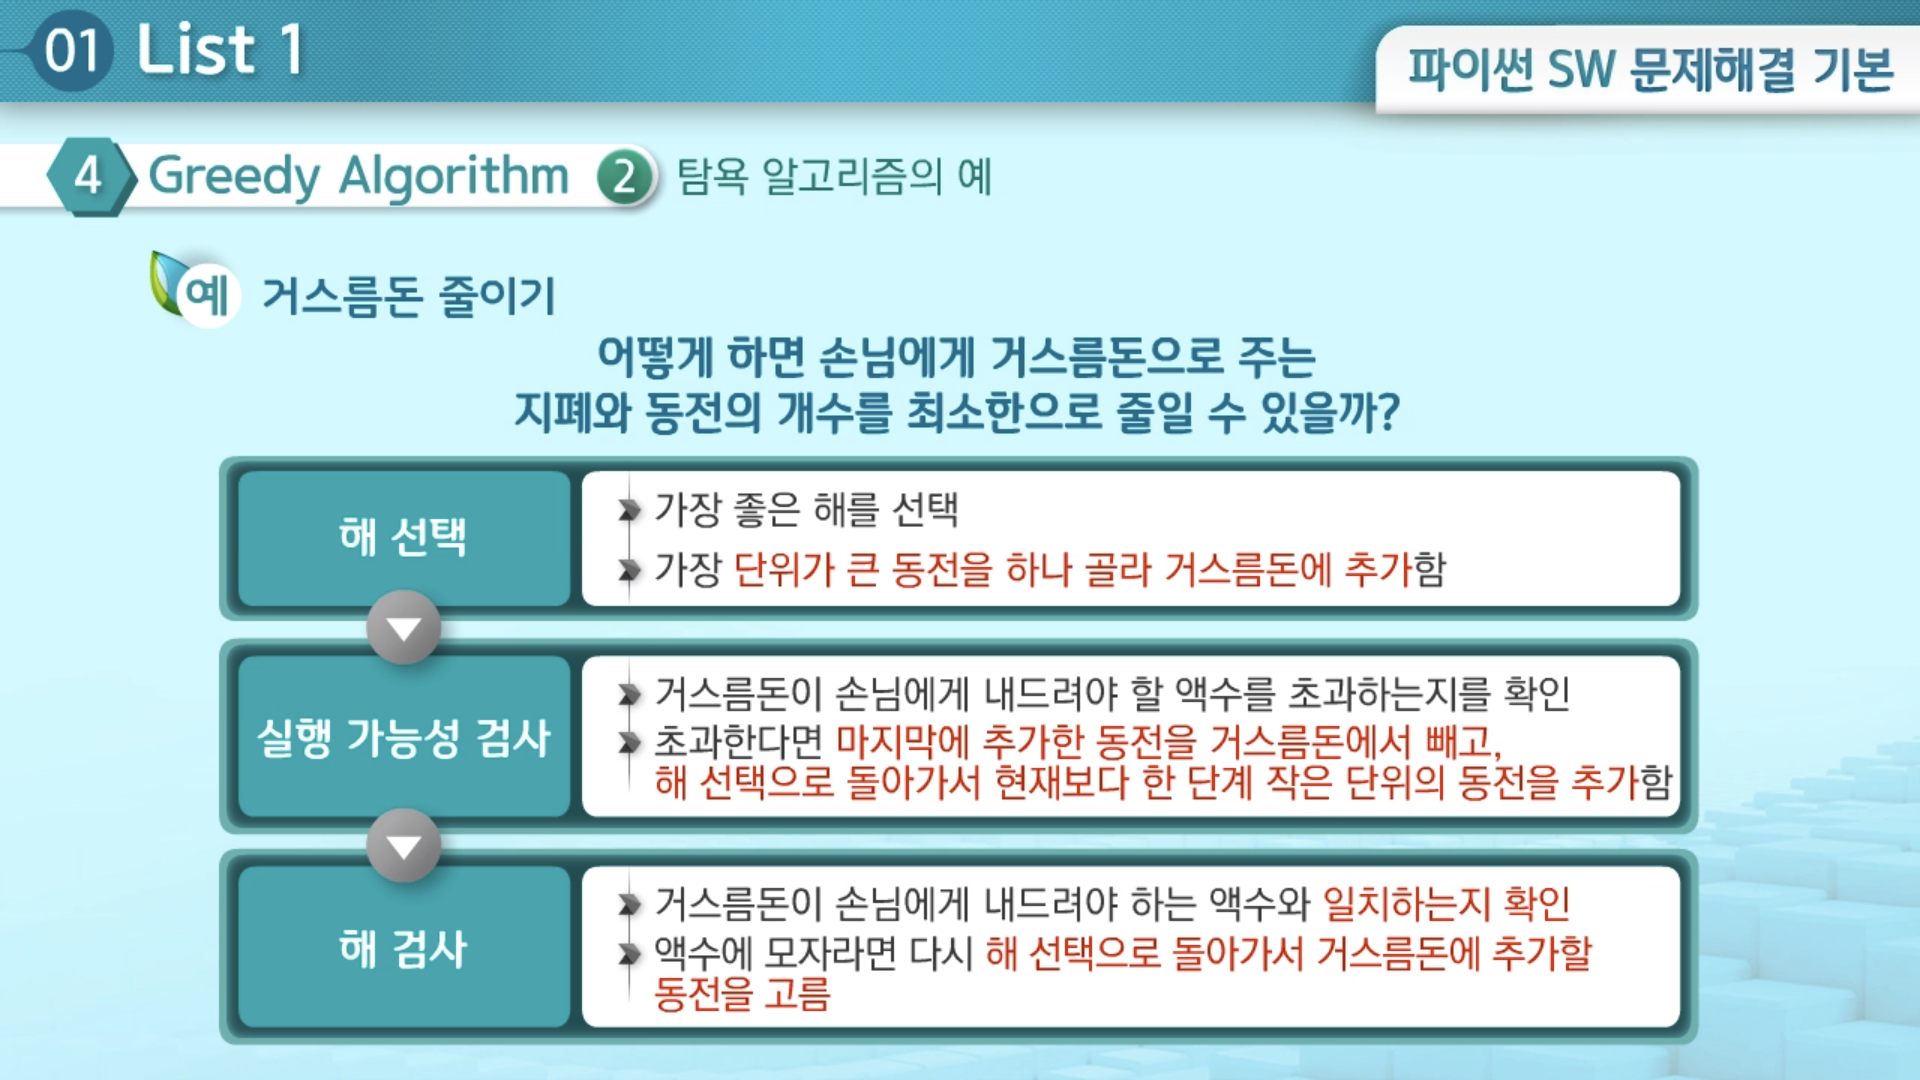 01 List 1
파이썬 SW 문제해결 기본
4 Greedy Algorithm 2 탐욕 알고리즘의 예
예 거스름돈 줄이기
어떻게 하면 손님에게 거스름돈으로 주는
지폐와 동전의 개수를 최소한으로 줄일 수 있을까?
해 선택
가장 좋은 해를 선택
가장 단위가 큰 동전을 하나 골라 거스름돈에 추가함
실행 가능성 검사
거스름돈이 손님에게 내드려야 할 액수를 초과하는지를 확인
초과한다면 마지막에 추가한 동전을 거스름돈에서 빼고,
해 선택으로 돌아가서 현재보다 한 단계 작은 단위의 동전을 추가함
해 검사
거스름돈이 손님에게 내드려야 하는 액수와 일치하는지 확인
액수에 모자라면 다시 해 선택으로 돌아가서 거스름돈에 추가할
동전을 고름